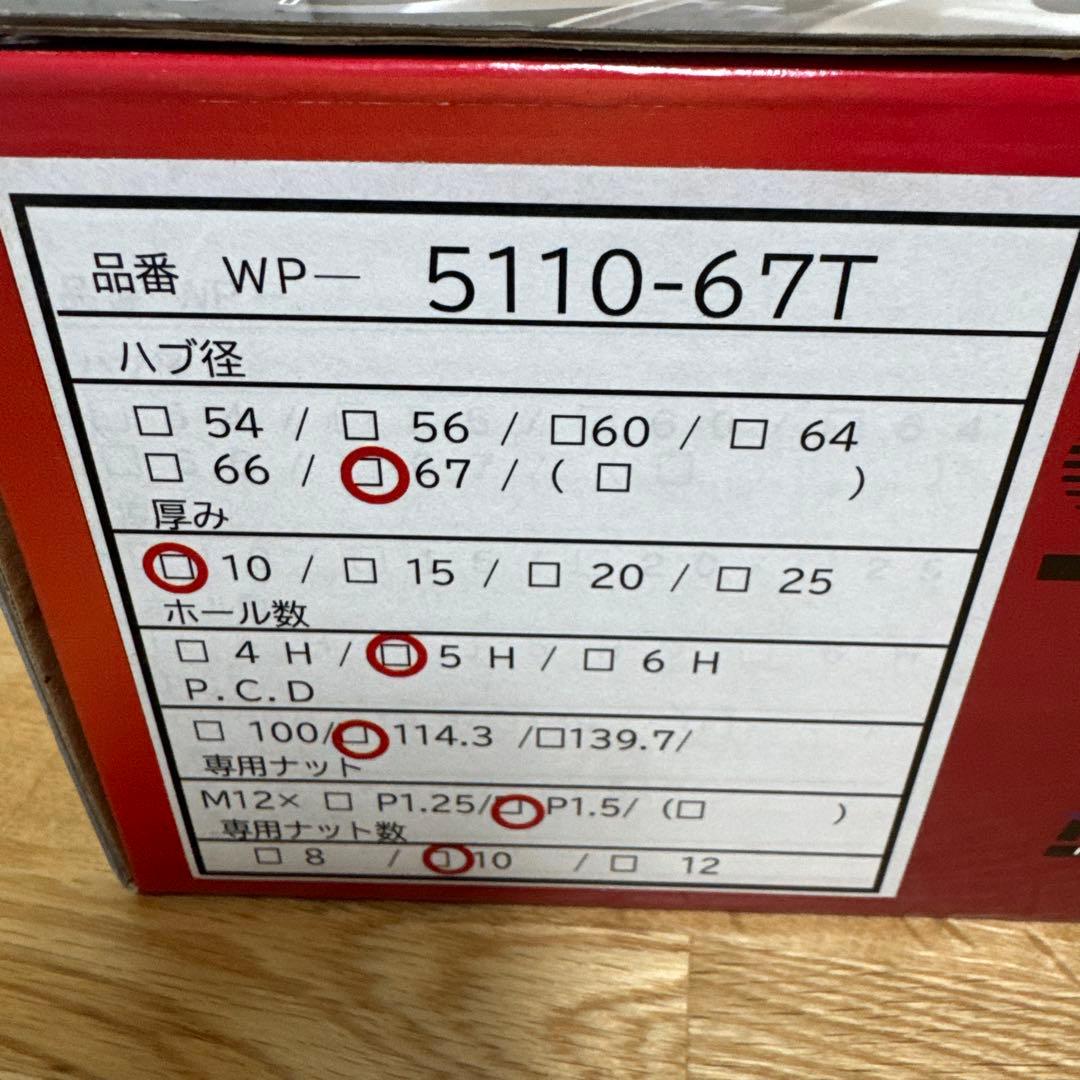 品番 WP— 5110-67T
ハブ径
□ 54 / □ 56 / □60 / □ 64
□ 66 / □ 67 / ( □ )
厚み
□ 10 / □ 15 / □ 20 / □ 25
ホール数
□ 4 H / □ 5 H / □ 6 H
P.C.D
□ 100/□114.3 /□139.7/
専用ナット
M12× □ P1.25/□P1.5/ (□ )
専用ナット数
□ 8 / □10 / □ 12